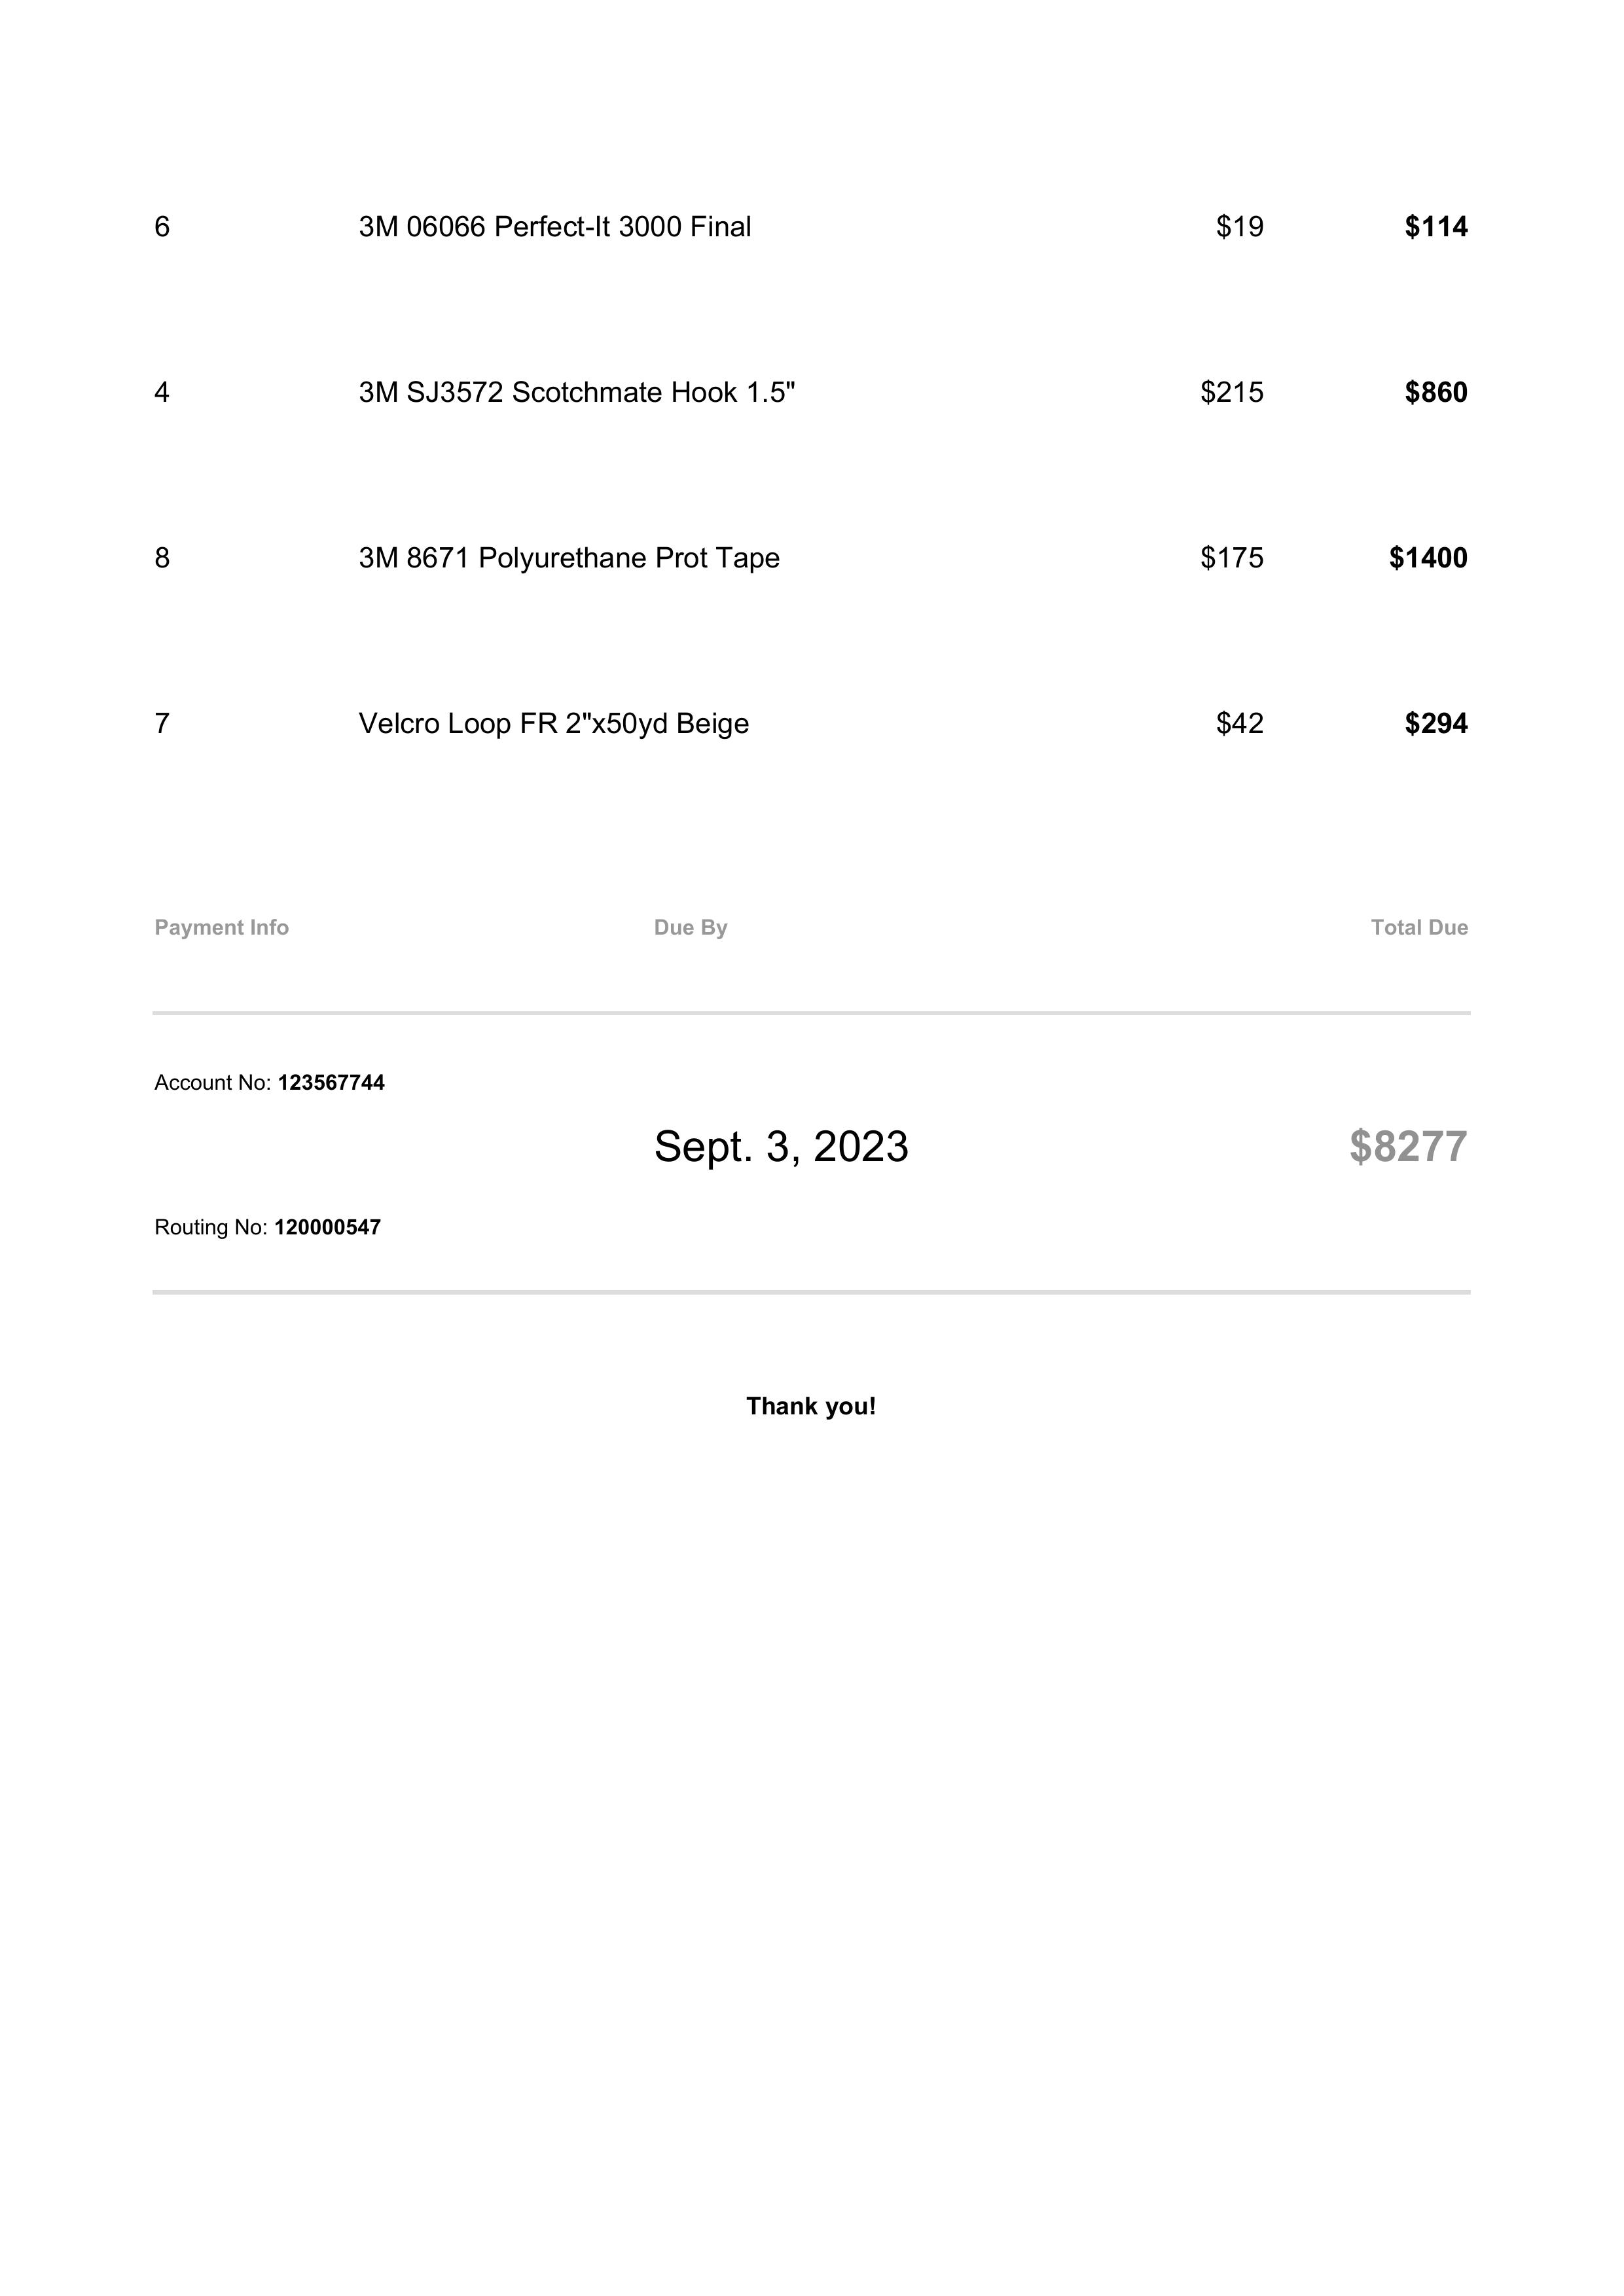 6 3M 06066 Perfect-It 3000 Final $19 $114
4 3M SJ3572 Scotchmate Hook 1.5" $215 $860
8 3M 8671 Polyurethane Prot Tape $175 $1400
7 Velcro Loop FR 2"x50yd Beige $42 $294
Payment Info Due By Total Due
Account No: 123567744
Sept. 3, 2023 $8277
Routing No: 120000547
Thank you!